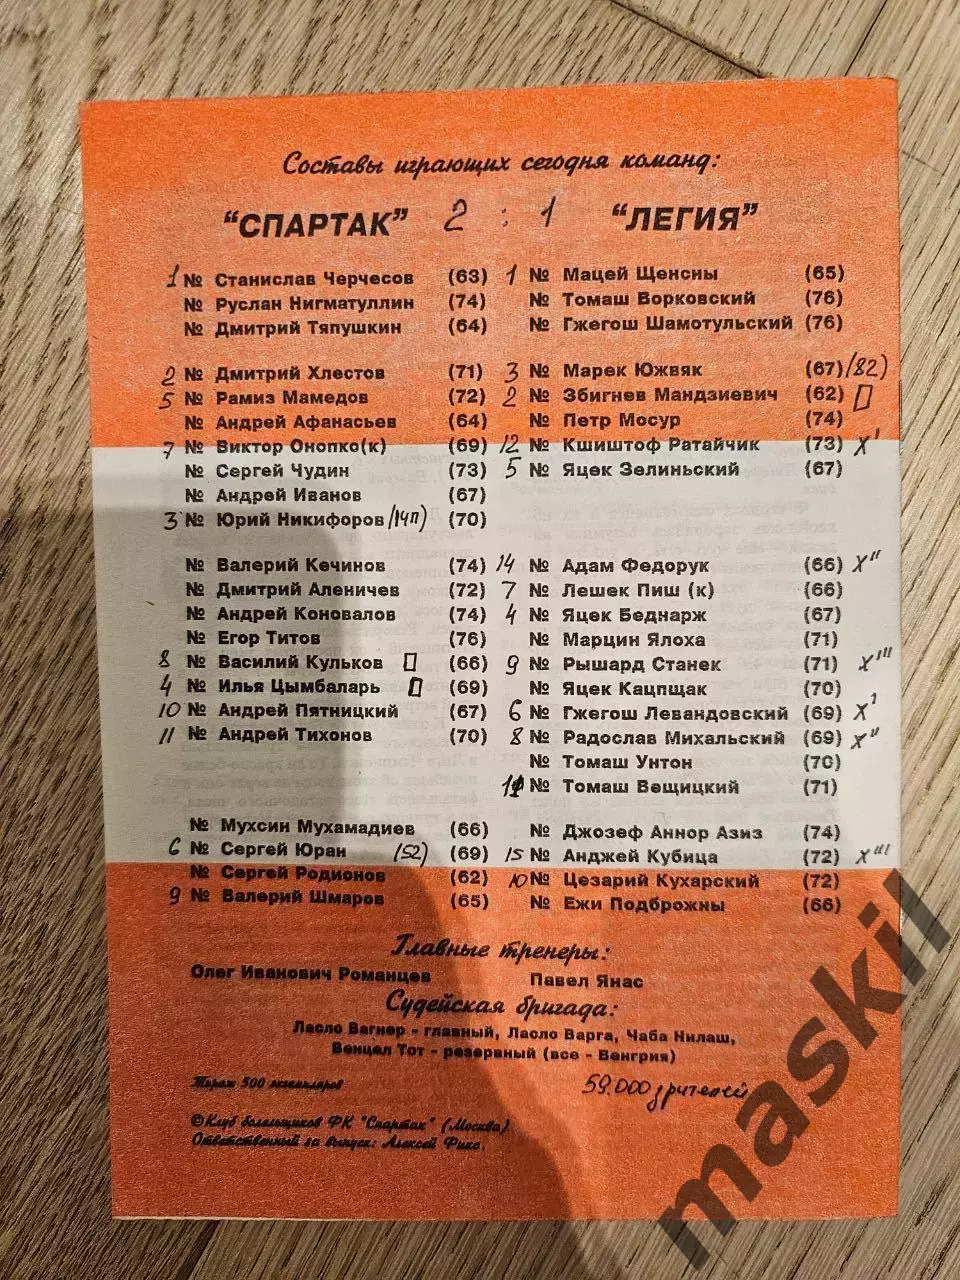 Составы играющих сегодня команд:
"СПАРТАК" 2 : 1 "ЛЕГИЯ"
1 № Станислав Черчесов (63) 1 № Мацей Щенсны (65)
№ Руслан Нигматуллин (74) № Томаш Ворковский (76)
№ Дмитрий Тяпушкин (64) № Гжегош Шамотульский (76)
2 № Дмитрий Хлестов (71) 3 № Марек Южвяк (67) /82)
5 № Рамиз Мамедов (72) 2 № Збигнев Мандзиевич (62)
№ Андрей Афанасьев (64) № Петр Мосур (74)
7 № Виктор Онопко(к) (69) 12 № Кшиштоф Ратайчик (73) X'
№ Сергей Чудин (73) 5 № Яцек Зелиньский (67)
№ Андрей Иванов (67)
3 № Юрий Никифоров /14п) (70)
№ Валерий Кечинов (74) 14 № Адам Федорук (66) X"
№ Дмитрий Аленичев (72) 7 № Лешек Пиш (к) (66)
№ Андрей Коновалов (74) 4 № Яцек Беднарж (67)
№ Егор Титов (76) № Марцин Ялоха (71)
8 № Василий Кульков (66) 9 № Рышард Станек (71) X'"
4 № Илья Цымбаларь (69) № Яцек Кацпщак (70)
10 № Андрей Пятницкий (67) 6 № Гжегош Левандовский (69) X'
11 № Андрей Тихонов (70) 8 № Радослав Михальский (69) X"
№ Томаш Унтон (70)
11 № Томаш Вещицкий (71)
№ Мухсин Мухамадиев (66) № Джозеф Аннор Азиз (74)
6 № Сергей Юран (52) (69) 15 № Анджей Кубица (72) X'"
№ Сергей Родионов (62) 10 № Цезарий Кухарский (72)
9 № Валерий Шмаров (65) № Ежи Подброжны (66)
Главные тренеры:
Олег Иванович Романцев Павел Янас
Судейская бригада:
Ласло Вагнер - главный, Ласло Варга, Чаба Нилаш,
Венцел Тот - резервный (все - Венгрия)
Тираж 500 экземпляров 59.000 зрителей
©Клуб болельщиков ФК "Спартак" (Москва).
Ответственный за выпуск: Алексей Фикс.
maskil